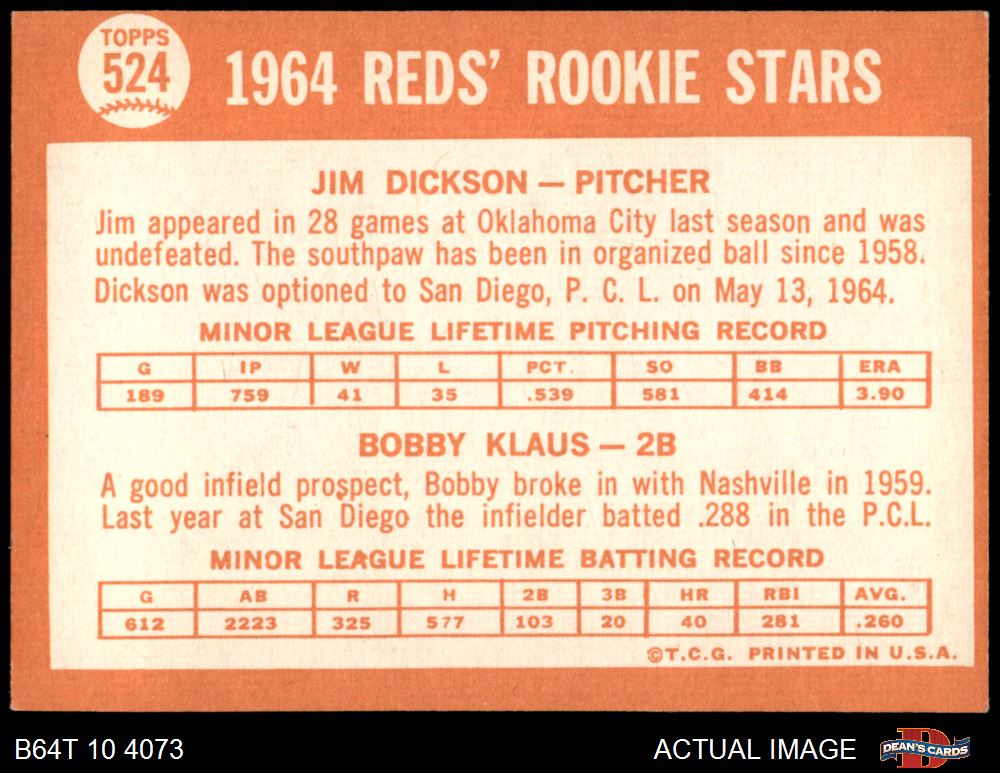 TOPPS
524
1964 REDS' ROOKIE STARS
JIM DICKSON — PITCHER
Jim appeared in 28 games at Oklahoma City last season and was
undefeated. The southpaw has been in organized ball since 1958.
Dickson was optioned to San Diego, P. C. L. on May 13, 1964.
MINOR LEAGUE LIFETIME PITCHING RECORD
G IP W L PCT. SO BB ERA
189 759 41 35 .539 581 414 3.90
BOBBY KLAUS — 2B
A good infield prospect, Bobby broke in with Nashville in 1959.
Last year at San Diego the infielder batted .288 in the P.C.L.
MINOR LEAGUE LIFETIME BATTING RECORD
G AB R H 2B 3B HR RBI AVG.
612 2223 325 577 103 20 40 281 .260
©T.C.G. PRINTED IN U.S.A.
B64T 10 4073 ACTUAL IMAGE DEAN'S CARDS